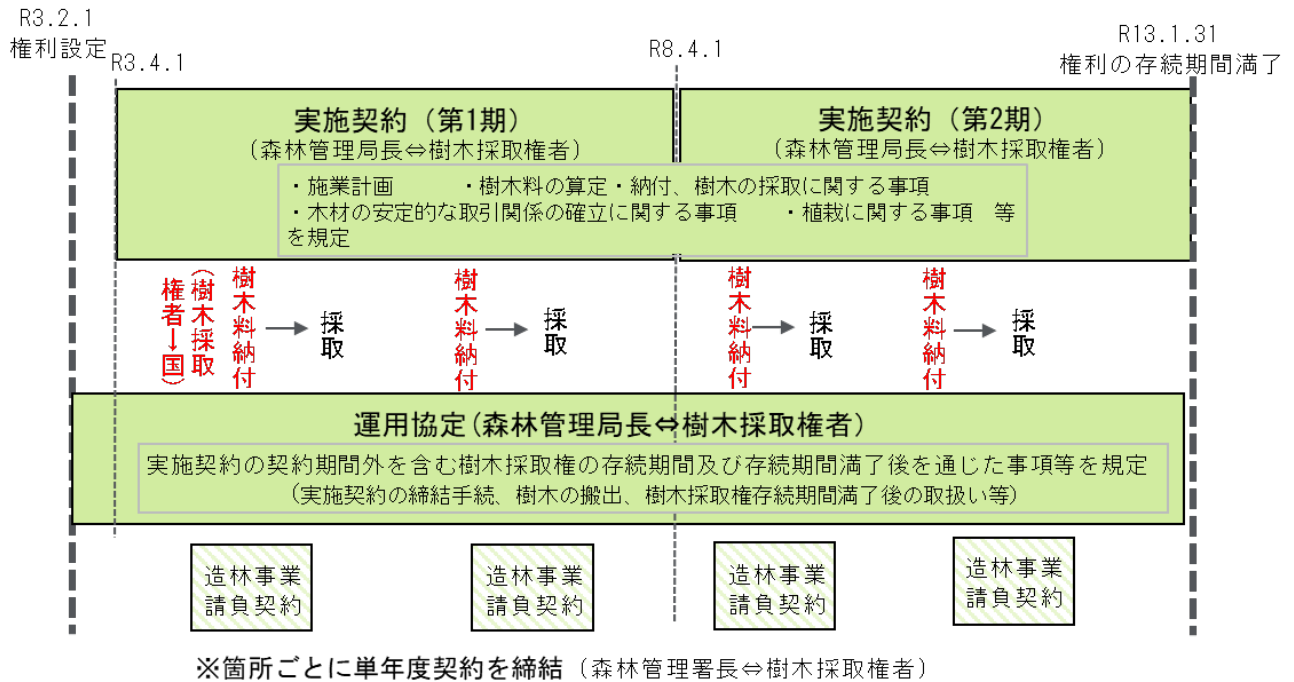 R3.2.1
権利設定
R3.4.1
R8.4.1
R13.1.31
権利の存続期間満了
実施契約（第1期）
（森林管理局長⇔樹木採取権者）
実施契約（第2期）
（森林管理局長⇔樹木採取権者）
・施業計画　　・樹木料の算定・納付、樹木の採取に関する事項
・木材の安定的な取引関係の確立に関する事項　　・植栽に関する事項　等
を規定
樹木料納付
（樹木採取
権者→国）
→
採取
樹木料納付
→
採取
樹木料納付
→
採取
樹木料納付
→
採取
運用協定(森林管理局長⇔樹木採取権者)
実施契約の契約期間外を含む樹木採取権の存続期間及び存続期間満了後を通じた事項等を規定
（実施契約の締結手続、樹木の搬出、樹木採取権存続期間満了後の取扱い等）
造林事業
請負契約
造林事業
請負契約
造林事業
請負契約
造林事業
請負契約
※箇所ごとに単年度契約を締結（森林管理署長⇔樹木採取権者）